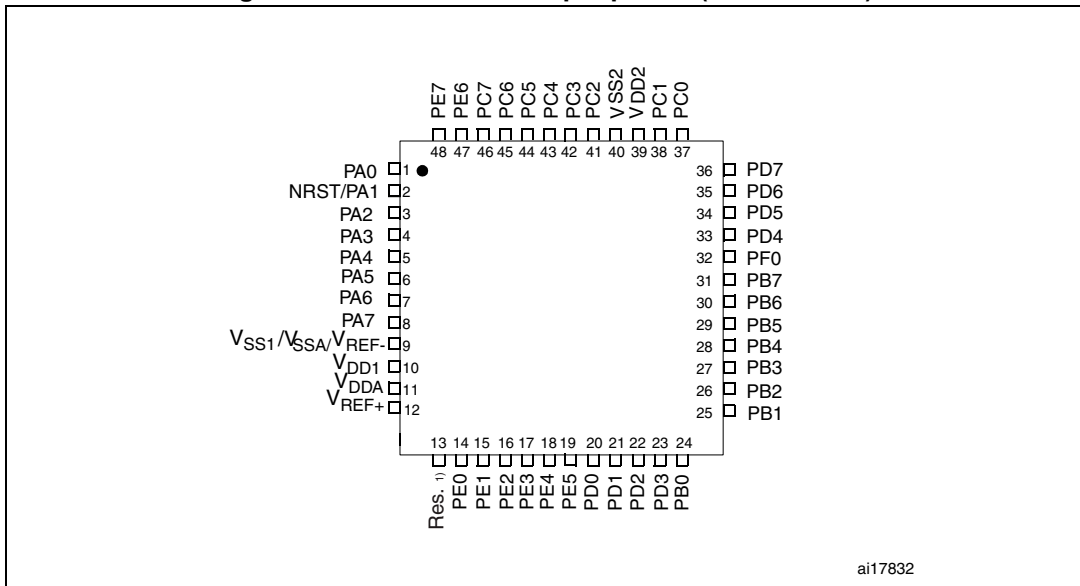 PE7 PE6 PC7 PC6 PC5 PC4 PC3 PC2 VSS2 VDD2 PC1 PC0
48 47 46 45 44 43 42 41 40 39 38 37
PA0 1 36 PD7
NRST/PA1 2 35 PD6
PA2 3 34 PD5
PA3 4 33 PD4
PA4 5 32 PF0
PA5 6 31 PB7
PA6 7 30 PB6
PA7 8 29 PB5
VSS1/VSSA/VREF- 9 28 PB4
VDD1 10 27 PB3
VDDA 11 26 PB2
VREF+ 12 25 PB1
13 14 15 16 17 18 19 20 21 22 23 24
Res. 1) PE0 PE1 PE2 PE3 PE4 PE5 PD0 PD1 PD2 PD3 PB0
ai17832